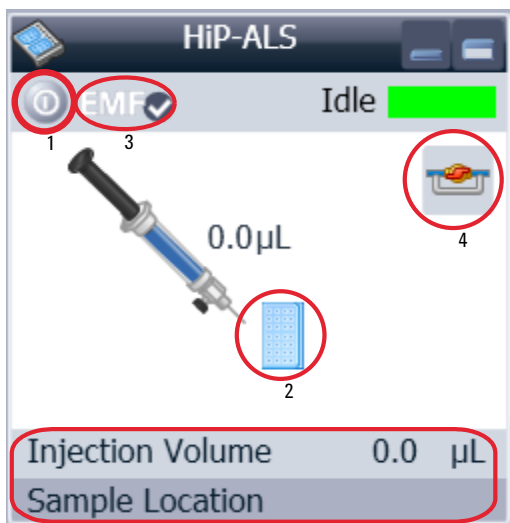 HiP-ALS
EMF Idle
1 3
4
0.0µL
2
Injection Volume 0.0 µL
Sample Location